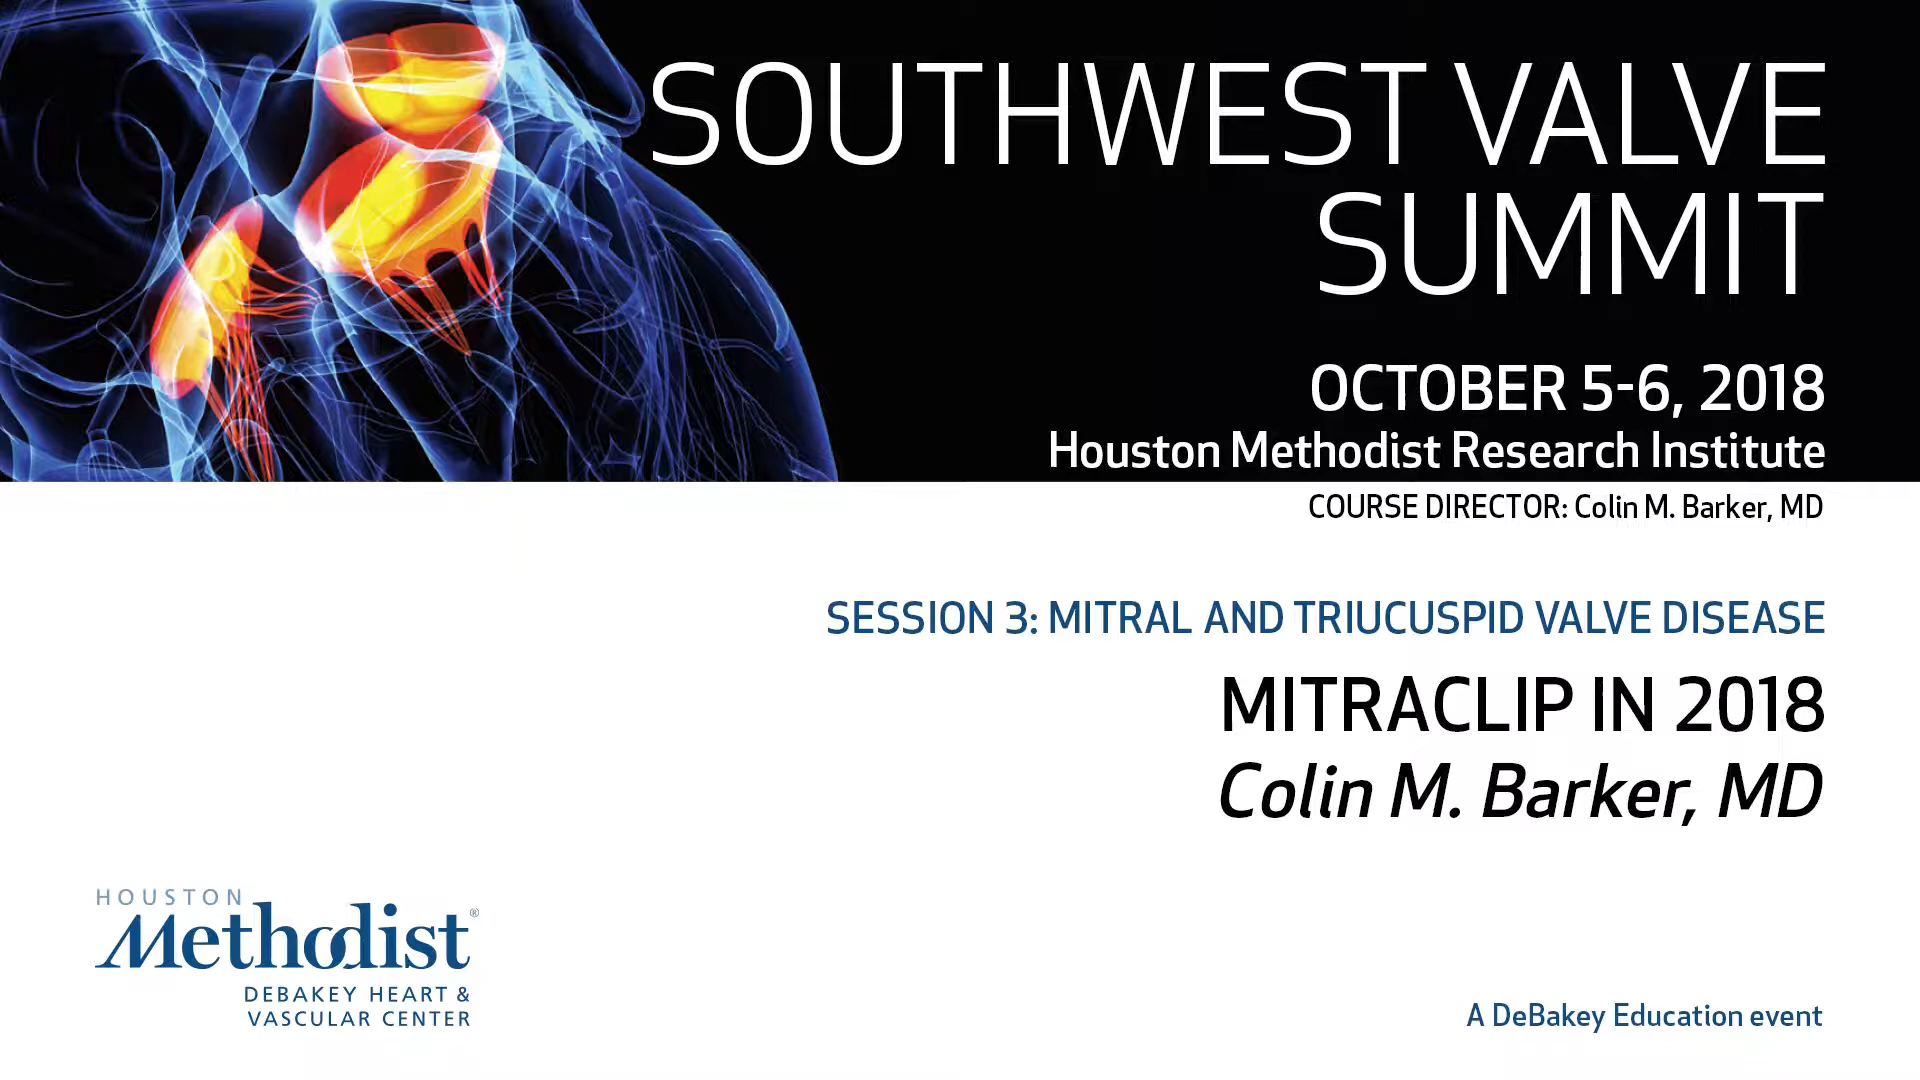 SOUTHWEST VALVE
SUMMIT
OCTOBER 5-6, 2018
Houston Methodist Research Institute
COURSE DIRECTOR: Colin M. Barker, MD
SESSION 3: MITRAL AND TRIUCUSPID VALVE DISEASE
MITRACLIP IN 2018
Colin M. Barker, MD
HOUSTON
Methodist®
DEBAKEY HEART &
VASCULAR CENTER
A DeBakey Education event